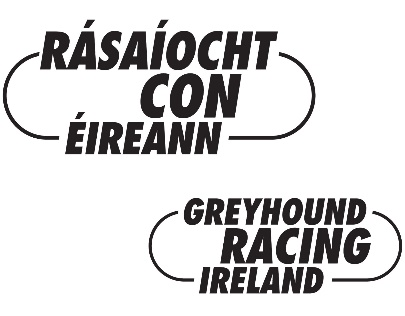 RÁSAÍOCHT
CON
ÉIREANN
GREYHOUND
RACING
IRELAND